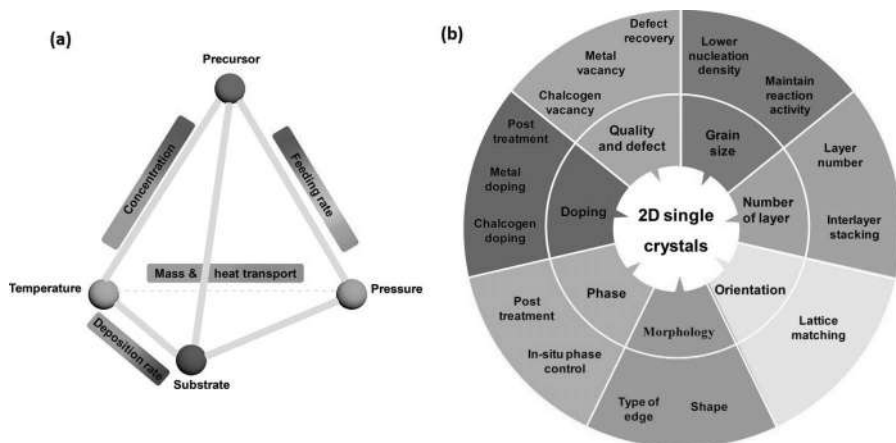 (a)
Precursor
Concentration
Feeding rate
Mass & heat transport
Temperature
Pressure
Deposition rate
Substrate
(b)
Defect
recovery
Metal
vacancy
Chalcogen
vacancy
Quality
and defect
Lower
nucleation
density
Maintain
reaction
activity
Grain
size
Layer
number
Interlayer
stacking
Number
of layer
Lattice
matching
Orientation
Shape
Type of
edge
Morphology
In-situ phase
control
Post
treatment
Phase
Chalcogen
doping
Metal
doping
Post
treatment
Doping
2D single
crystals